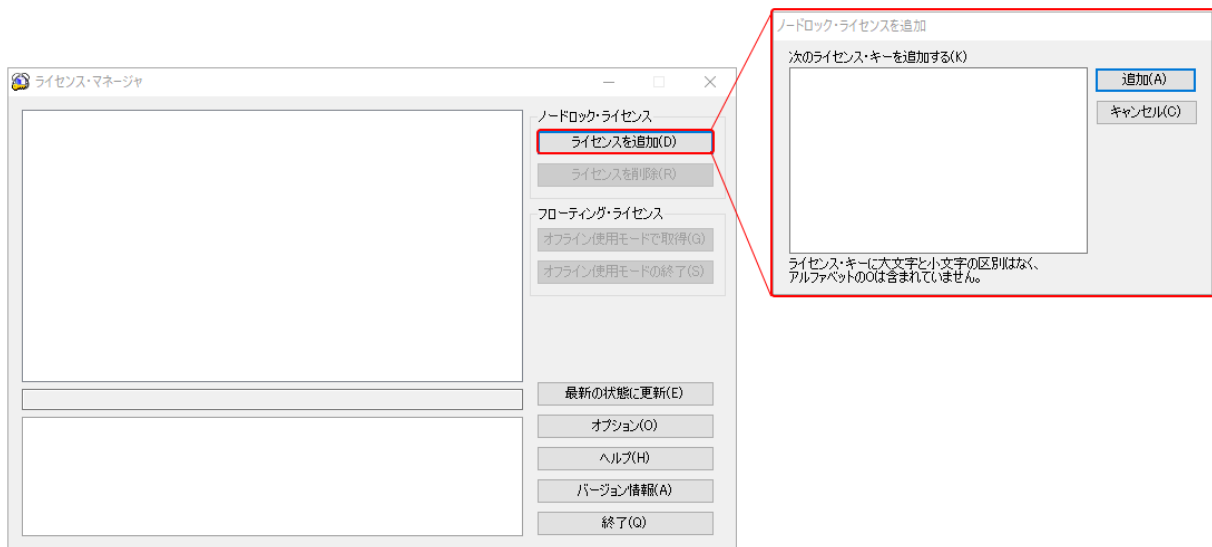 ライセンス・マネージャ
ノードロック・ライセンス
ライセンスを追加(D)
ライセンスを削除(R)
フローティング・ライセンス
オフライン使用モードで取得(G)
オフライン使用モードの終了(S)
最新の状態に更新(E)
オプション(O)
ヘルプ(H)
バージョン情報(A)
終了(Q)
ノードロック・ライセンスを追加
次のライセンス・キーを追加する(K)
追加(A)
キャンセル(C)
ライセンス・キーに大文字と小文字の区別はなく、
アルファベットのOは含まれていません。